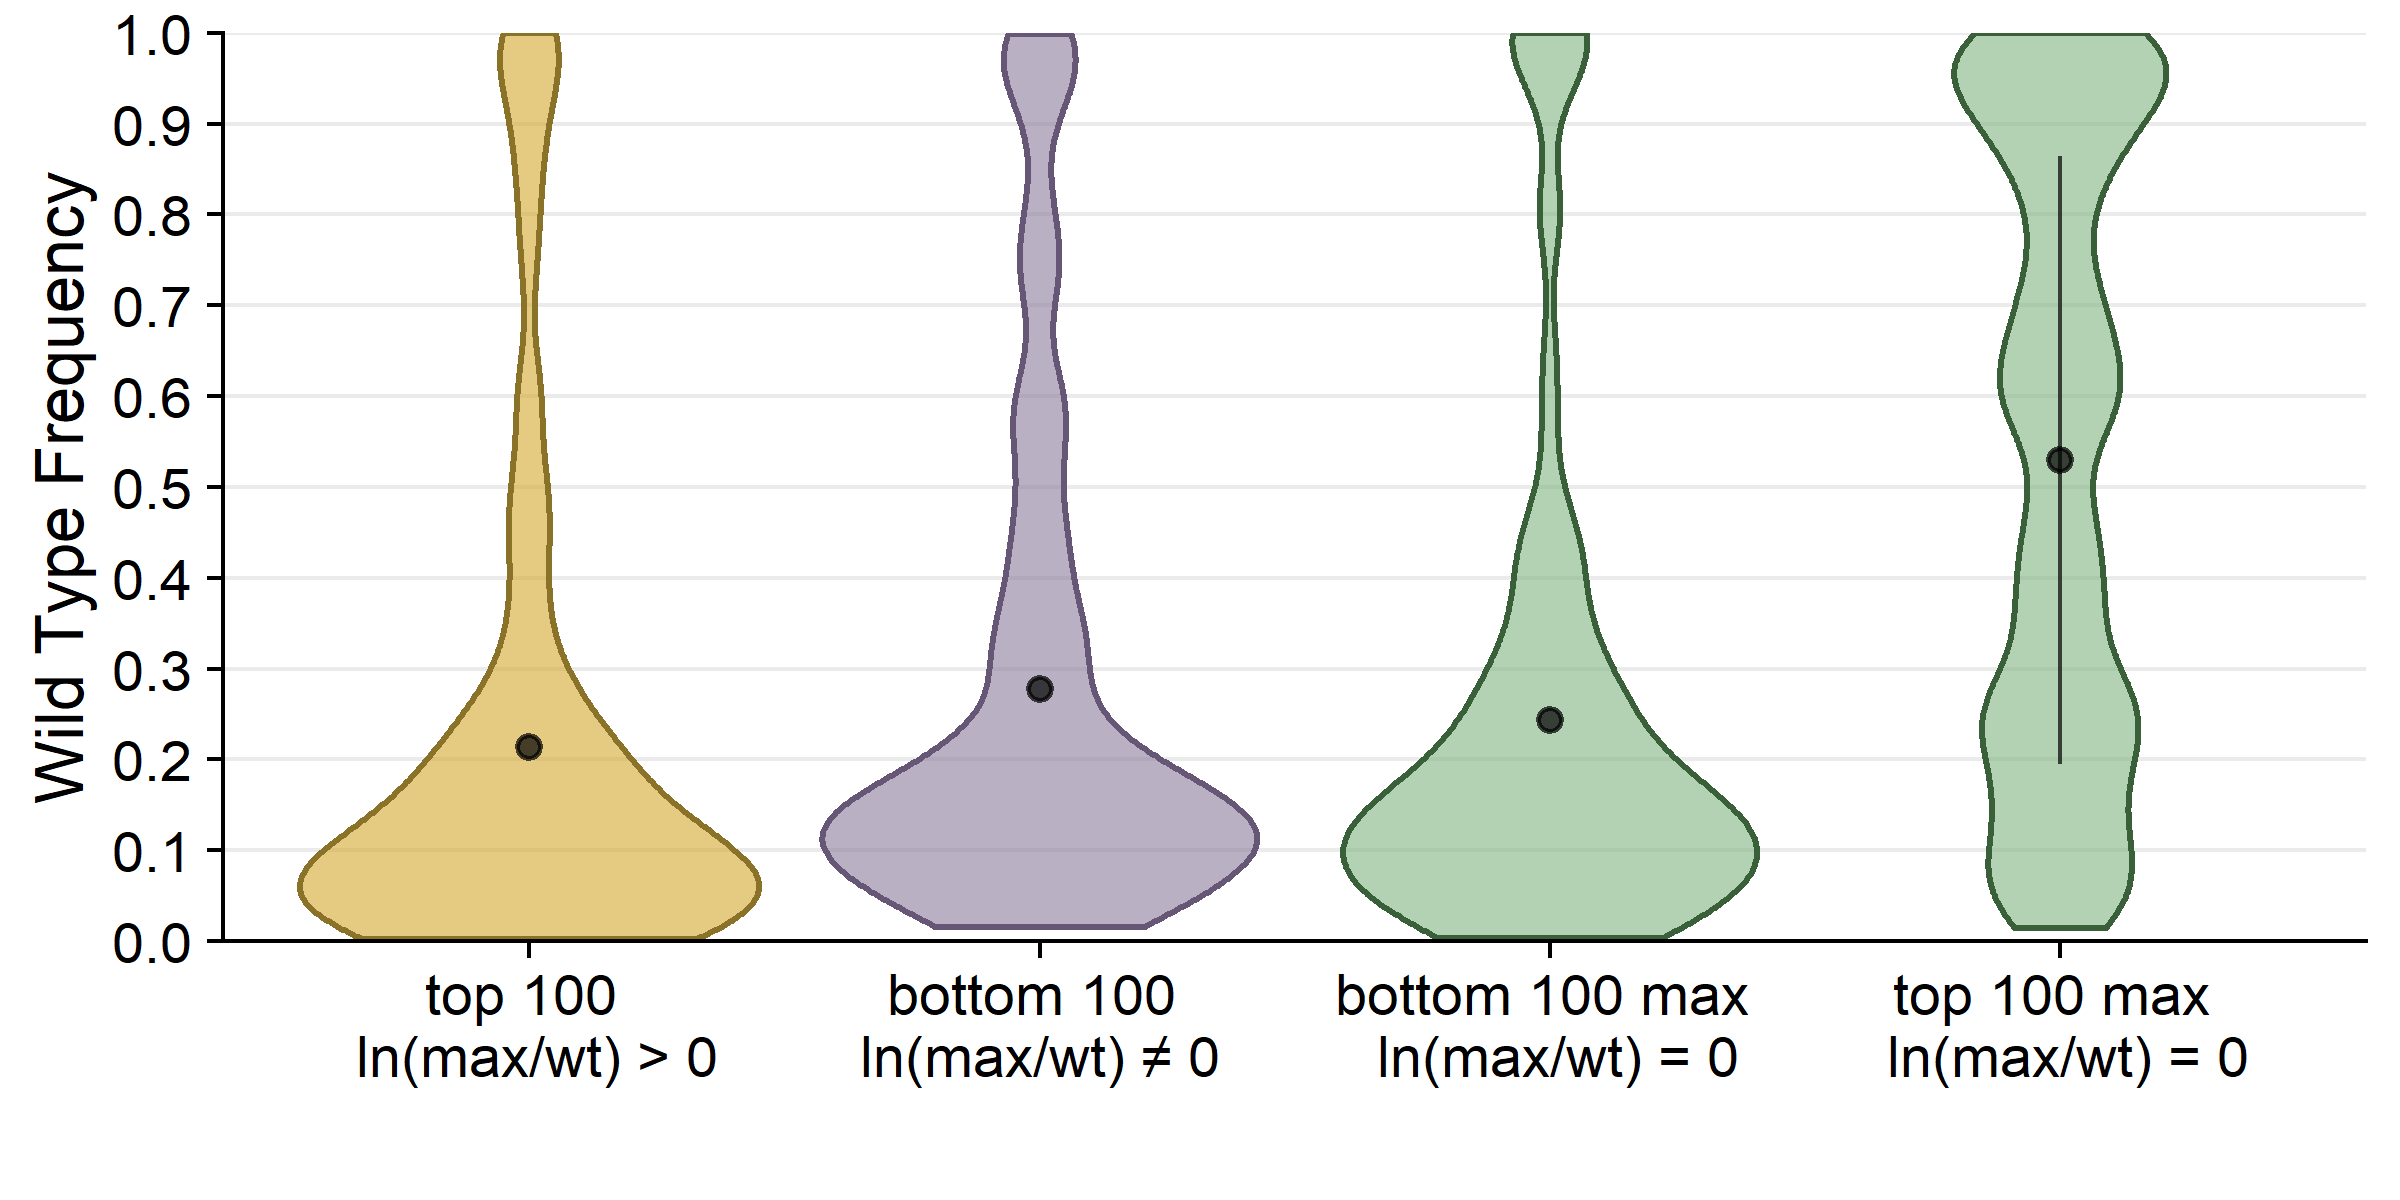 Wild Type Frequency
1.0
0.9
0.8
0.7
0.6
0.5
0.4
0.3
0.2
0.1
0.0
top 100
ln(max/wt) > 0
bottom 100
ln(max/wt) ≠ 0
bottom 100 max
ln(max/wt) = 0
top 100 max
ln(max/wt) = 0